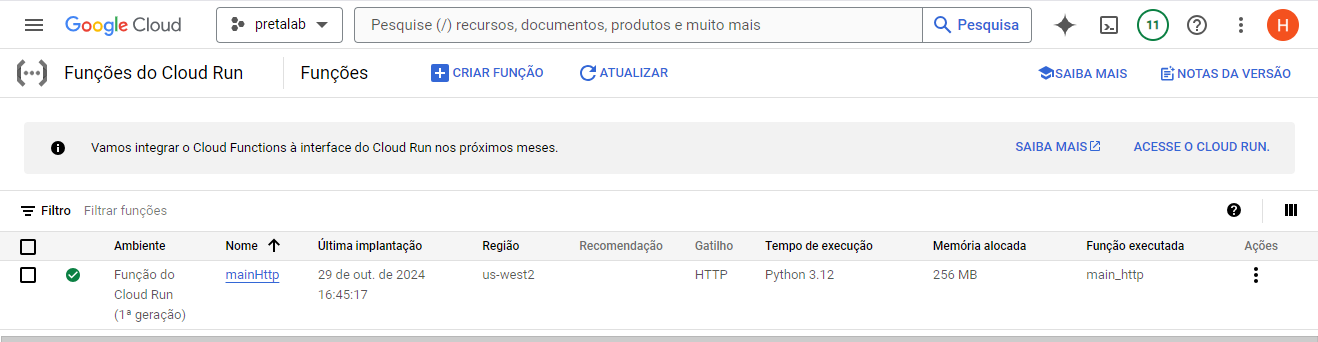 Google Cloud
pretalab
Pesquise (/) recursos, documentos, produtos e muito mais
Pesquisa
11
H
Funções do Cloud Run
Funções
CRIAR FUNÇÃO
ATUALIZAR
SAIBA MAIS
NOTAS DA VERSÃO
Vamos integrar o Cloud Functions à interface do Cloud Run nos próximos meses.
SAIBA MAIS
ACESSE O CLOUD RUN.
Filtro
Filtrar funções
Ambiente Nome Última implantação Região Recomendação Gatilho Tempo de execução Memória alocada Função executada Ações
Função do mainHttp 29 de out. de 2024 us-west2 HTTP Python 3.12 256 MB main_http
Cloud Run 16:45:17
(1ª geração)